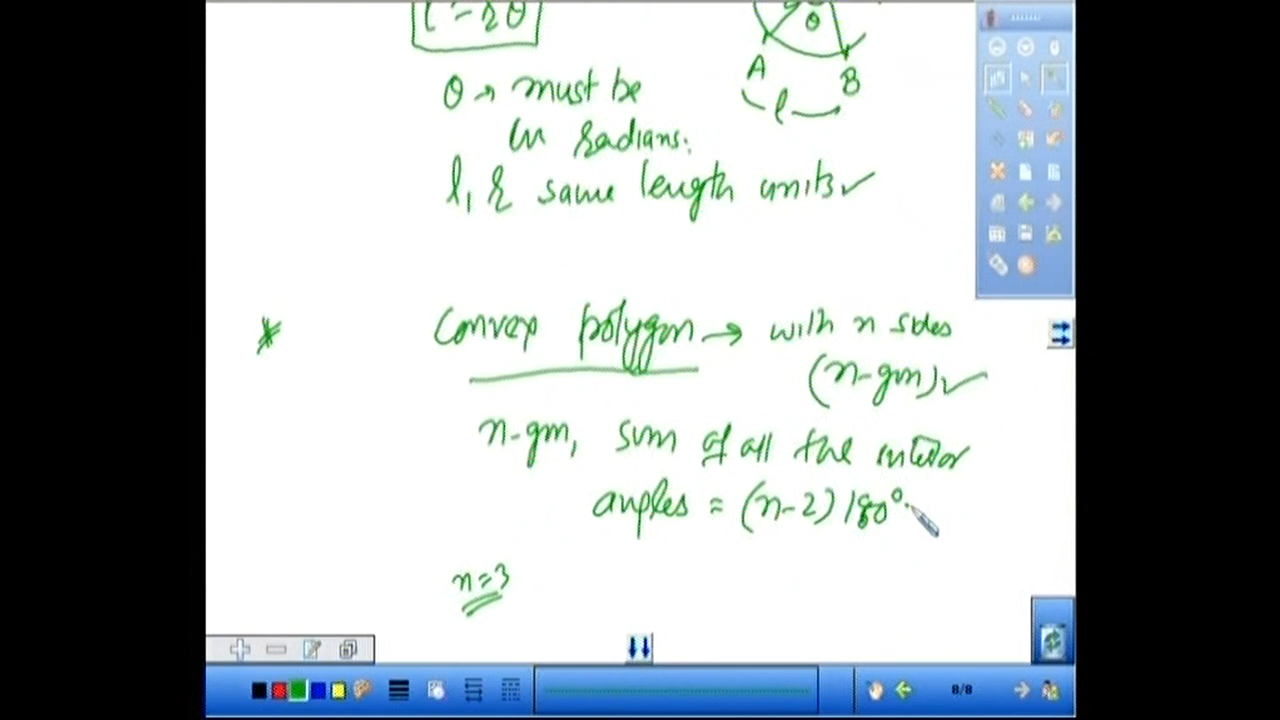 l = rθ
θ
θ → must be
A
B
in radians.
l
l, r same length units ✓
* Convex polygon → with n sides
(n-gon) ✓
n-gon, sum of all the interior
angles = (n-2) 180°.
n=3
8/8